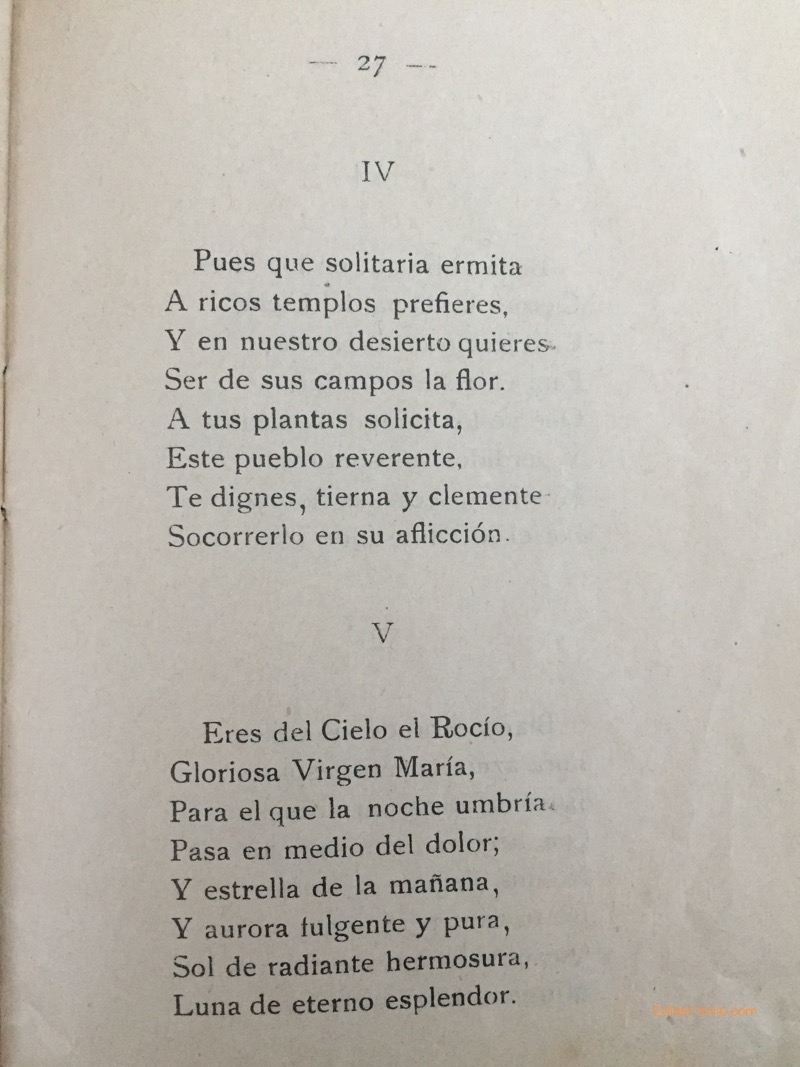 — 27 —
IV
Pues que solitaria ermita
A ricos templos prefieres,
Y en nuestro desierto quieres
Ser de sus campos la flor.
A tus plantas solicita,
Este pueblo reverente,
Te dignes, tierna y clemente
Socorrerlo en su aflicción.
V
Eres del Cielo el Rocío,
Gloriosa Virgen María,
Para el que la noche umbría
Pasa en medio del dolor;
Y estrella de la mañana,
Y aurora fulgente y pura,
Sol de radiante hermosura,
Luna de eterno esplendor.